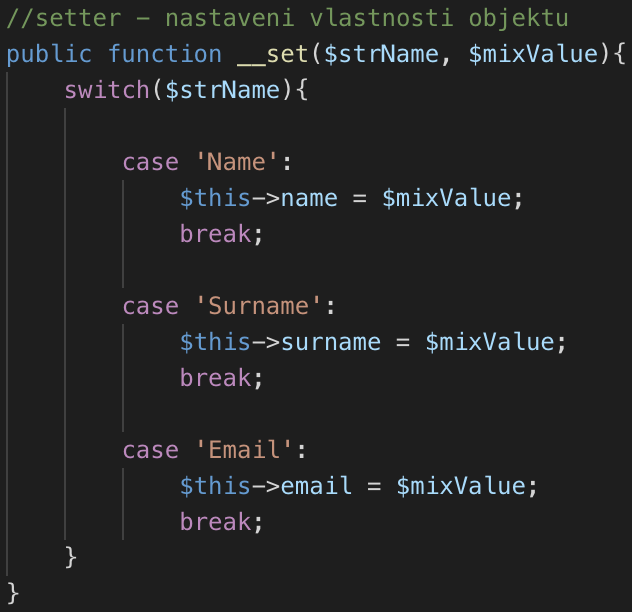 //setter - nastaveni vlastnosti objektu
public function __set($strName, $mixValue){
switch($strName){
case 'Name':
$this->name = $mixValue;
break;
case 'Surname':
$this->surname = $mixValue;
break;
case 'Email':
$this->email = $mixValue;
break;
}
}